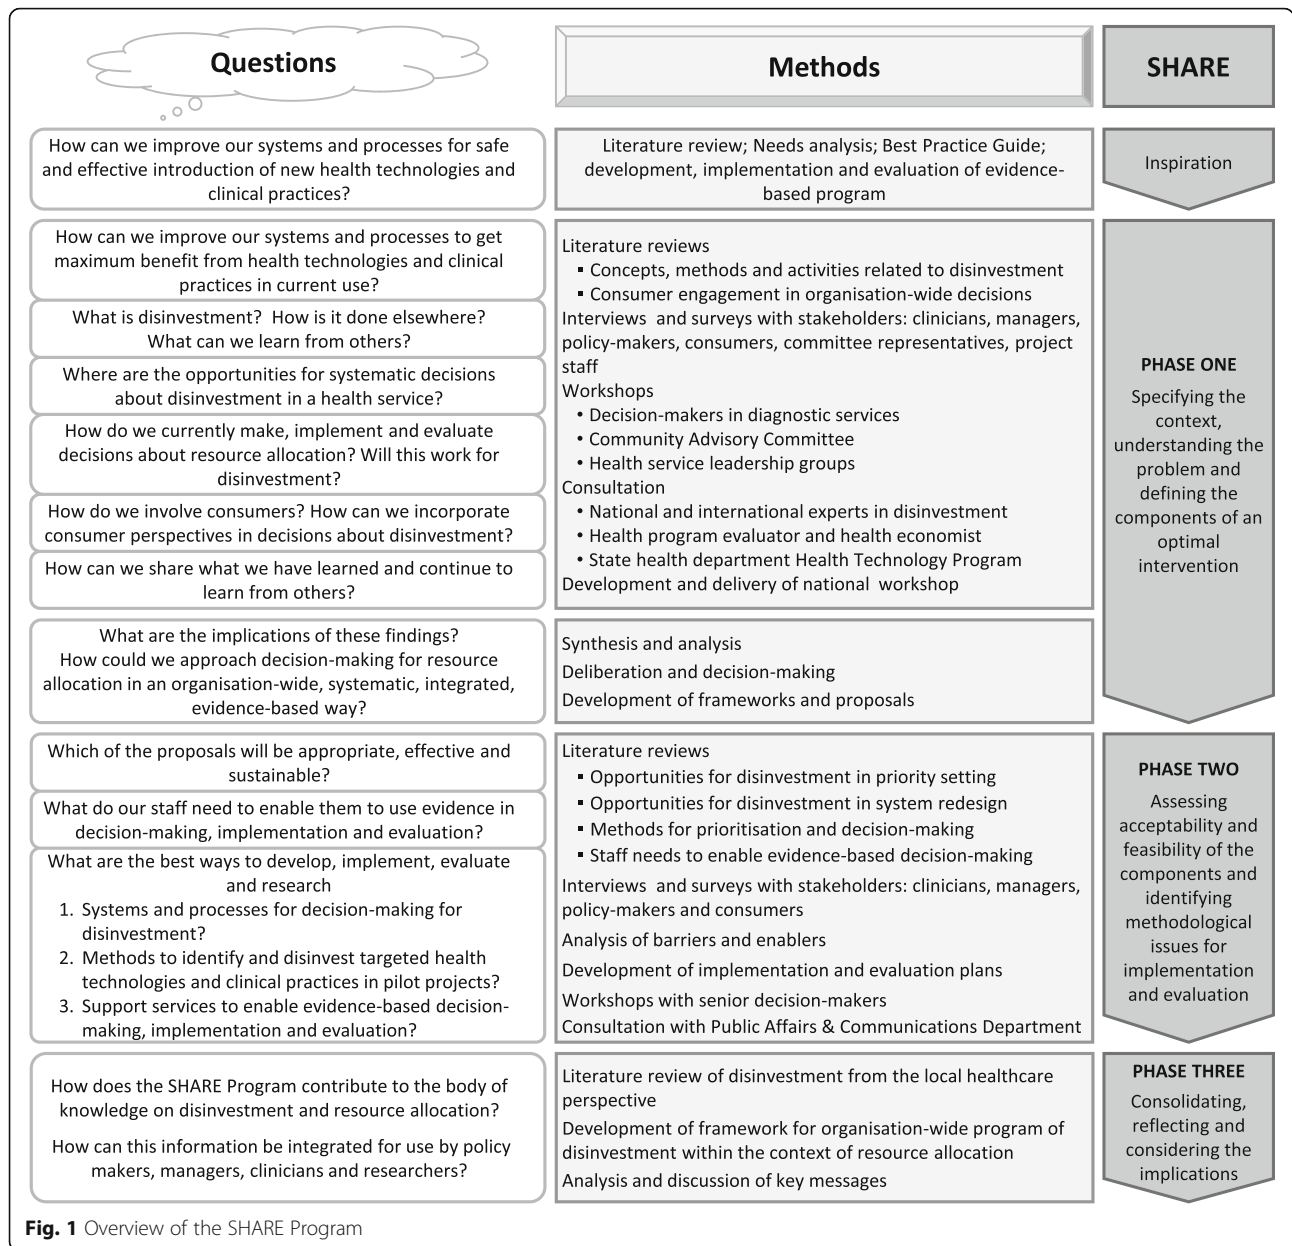 Questions
Methods
SHARE
How can we improve our systems and processes for safe
and effective introduction of new health technologies and
clinical practices?
Literature review; Needs analysis; Best Practice Guide;
development, implementation and evaluation of evidence-
based program
Inspiration
How can we improve our systems and processes to get
maximum benefit from health technologies and clinical
practices in current use?
What is disinvestment?  How is it done elsewhere?
What can we learn from others?
Where are the opportunities for systematic decisions
about disinvestment in a health service?
How do we currently make, implement and evaluate
decisions about resource allocation? Will this work for
disinvestment?
How do we involve consumers? How can we incorporate
consumer perspectives in decisions about disinvestment?
How can we share what we have learned and continue to
learn from others?
Literature reviews
▪ Concepts, methods and activities related to disinvestment
▪ Consumer engagement in organisation-wide decisions
Interviews  and surveys with stakeholders: clinicians, managers,
policy-makers, consumers, committee representatives, project
staff
Workshops
• Decision-makers in diagnostic services
• Community Advisory Committee
• Health service leadership groups
Consultation
• National and international experts in disinvestment
• Health program evaluator and health economist
• State health department Health Technology Program
Development and delivery of national  workshop
PHASE ONE
Specifying the
context,
understanding the
problem and
defining the
components of an
optimal
intervention
What are the implications of these findings?
How could we approach decision-making for resource
allocation in an organisation-wide, systematic, integrated,
evidence-based way?
Synthesis and analysis
Deliberation and decision-making
Development of frameworks and proposals
Which of the proposals will be appropriate, effective and
sustainable?
What do our staff need to enable them to use evidence in
decision-making, implementation and evaluation?
What are the best ways to develop, implement, evaluate
and research
1. Systems and processes for decision-making for
disinvestment?
2. Methods to identify and disinvest targeted health
technologies and clinical practices in pilot projects?
3. Support services to enable evidence-based decision-
making, implementation and evaluation?
Literature reviews
▪ Opportunities for disinvestment in priority setting
▪ Opportunities for disinvestment in system redesign
▪ Methods for prioritisation and decision-making
▪ Staff needs to enable evidence-based decision-making
Interviews  and surveys with stakeholders: clinicians, managers,
policy-makers and consumers
Analysis of barriers and enablers
Development of implementation and evaluation plans
Workshops with senior decision-makers
Consultation with Public Affairs & Communications Department
PHASE TWO
Assessing
acceptability and
feasibility of the
components and
identifying
methodological
issues for
implementation
and evaluation
How does the SHARE Program contribute to the body of
knowledge on disinvestment and resource allocation?
How can this information be integrated for use by policy
makers, managers, clinicians and researchers?
Literature review of disinvestment from the local healthcare
perspective
Development of framework for organisation-wide program of
disinvestment within the context of resource allocation
Analysis and discussion of key messages
PHASE THREE
Consolidating,
reflecting and
considering the
implications
Fig. 1 Overview of the SHARE Program